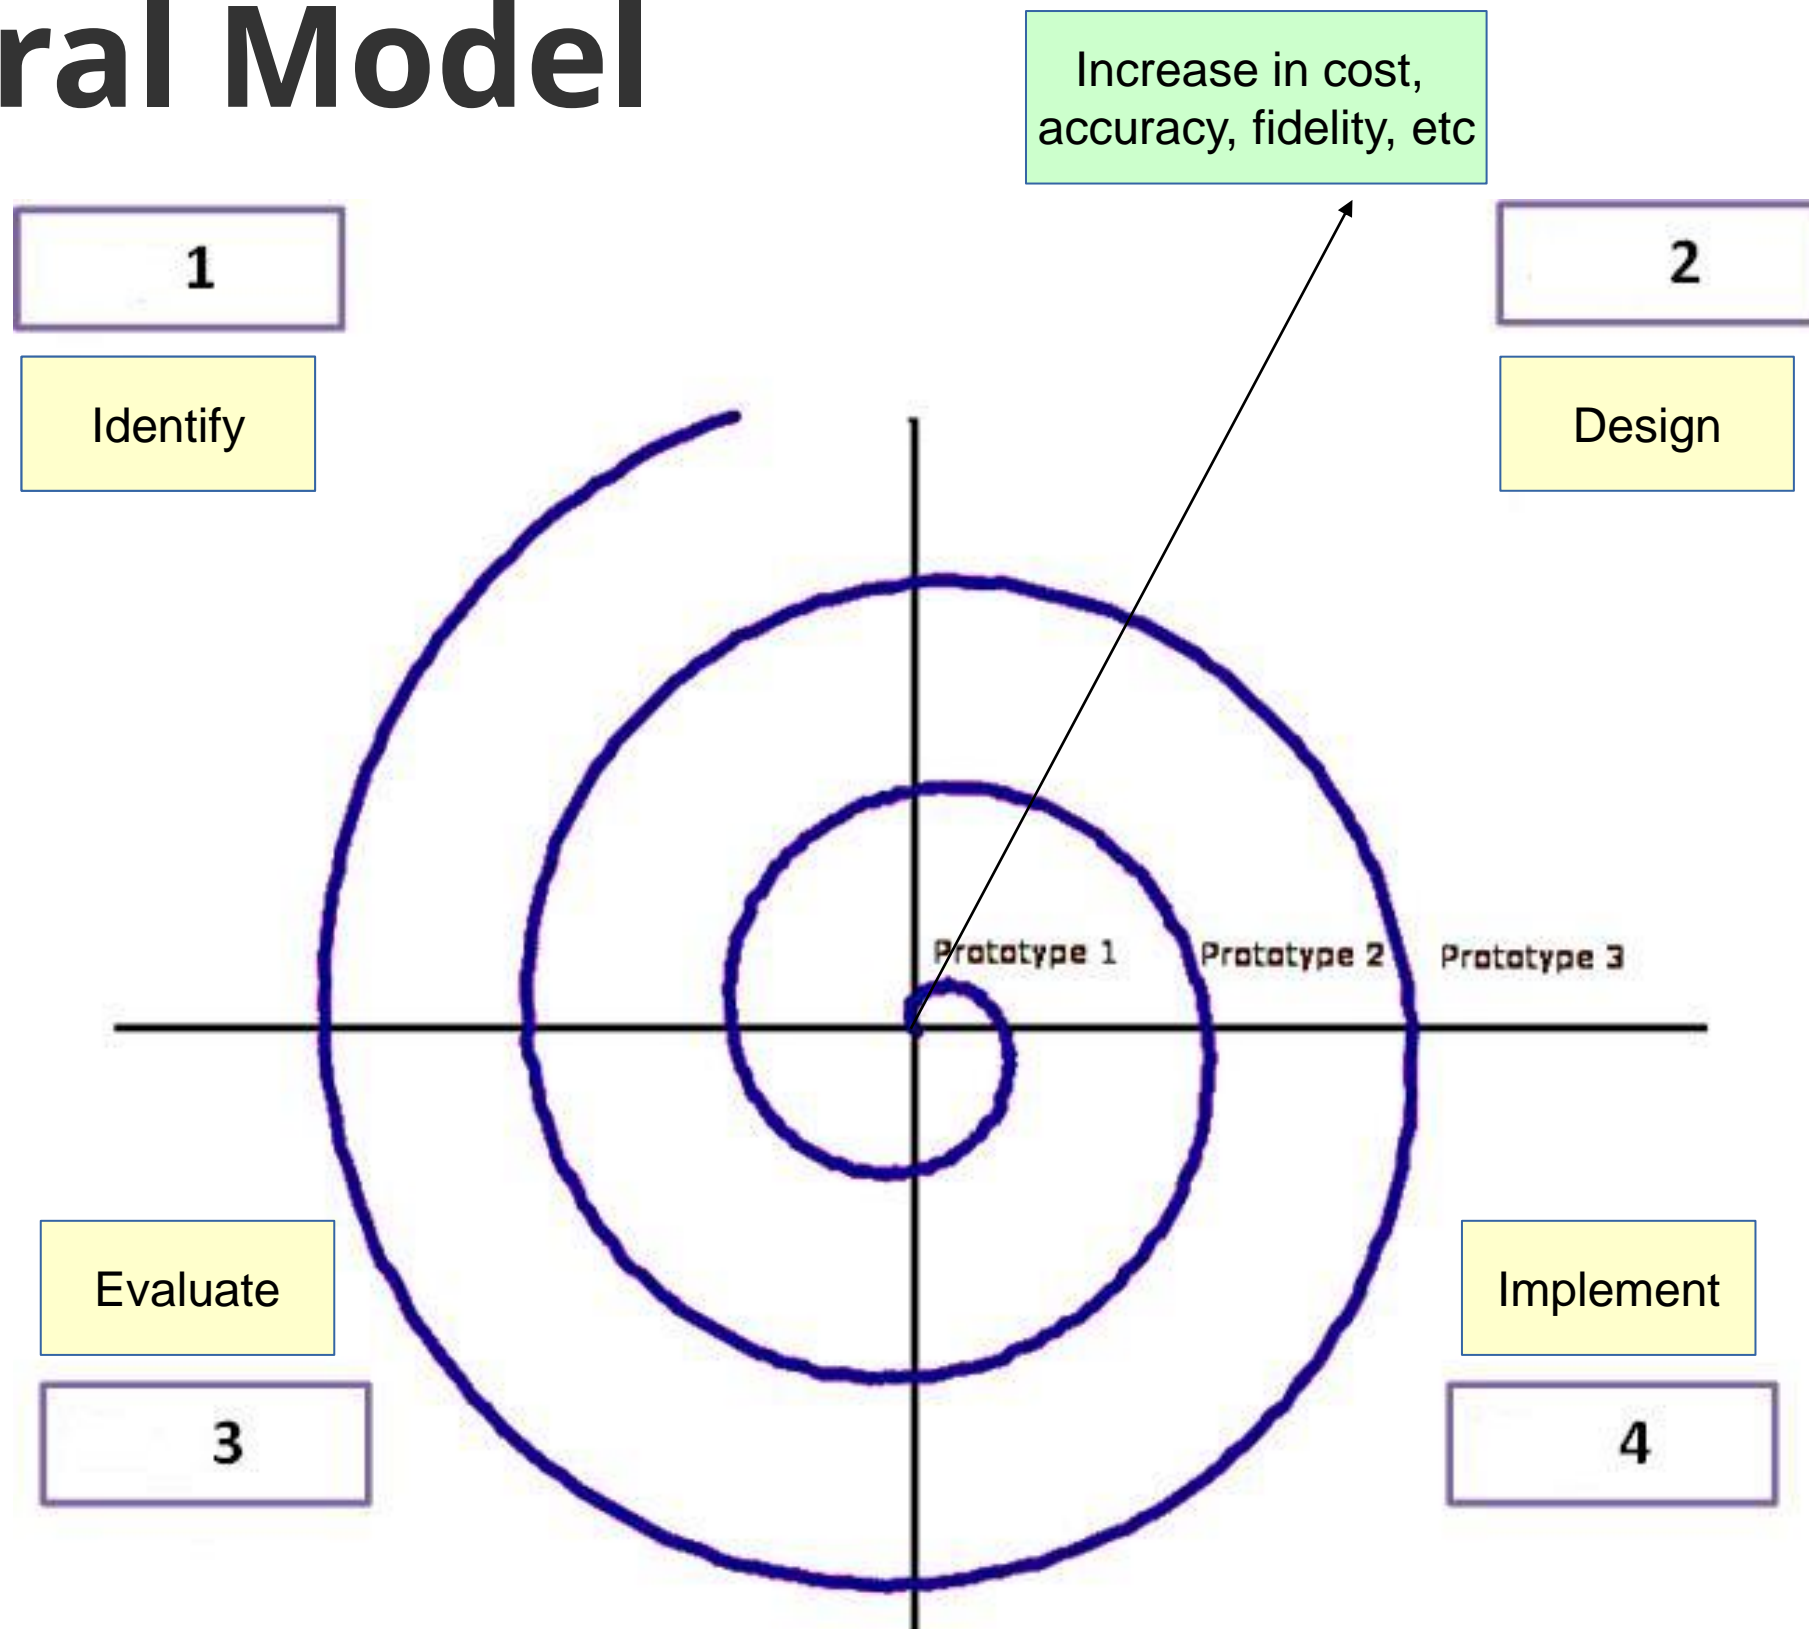 ral Model
Increase in cost,
accuracy, fidelity, etc
1
2
Identify
Design
Prototype 1
Prototype 2
Prototype 3
Evaluate
Implement
3
4